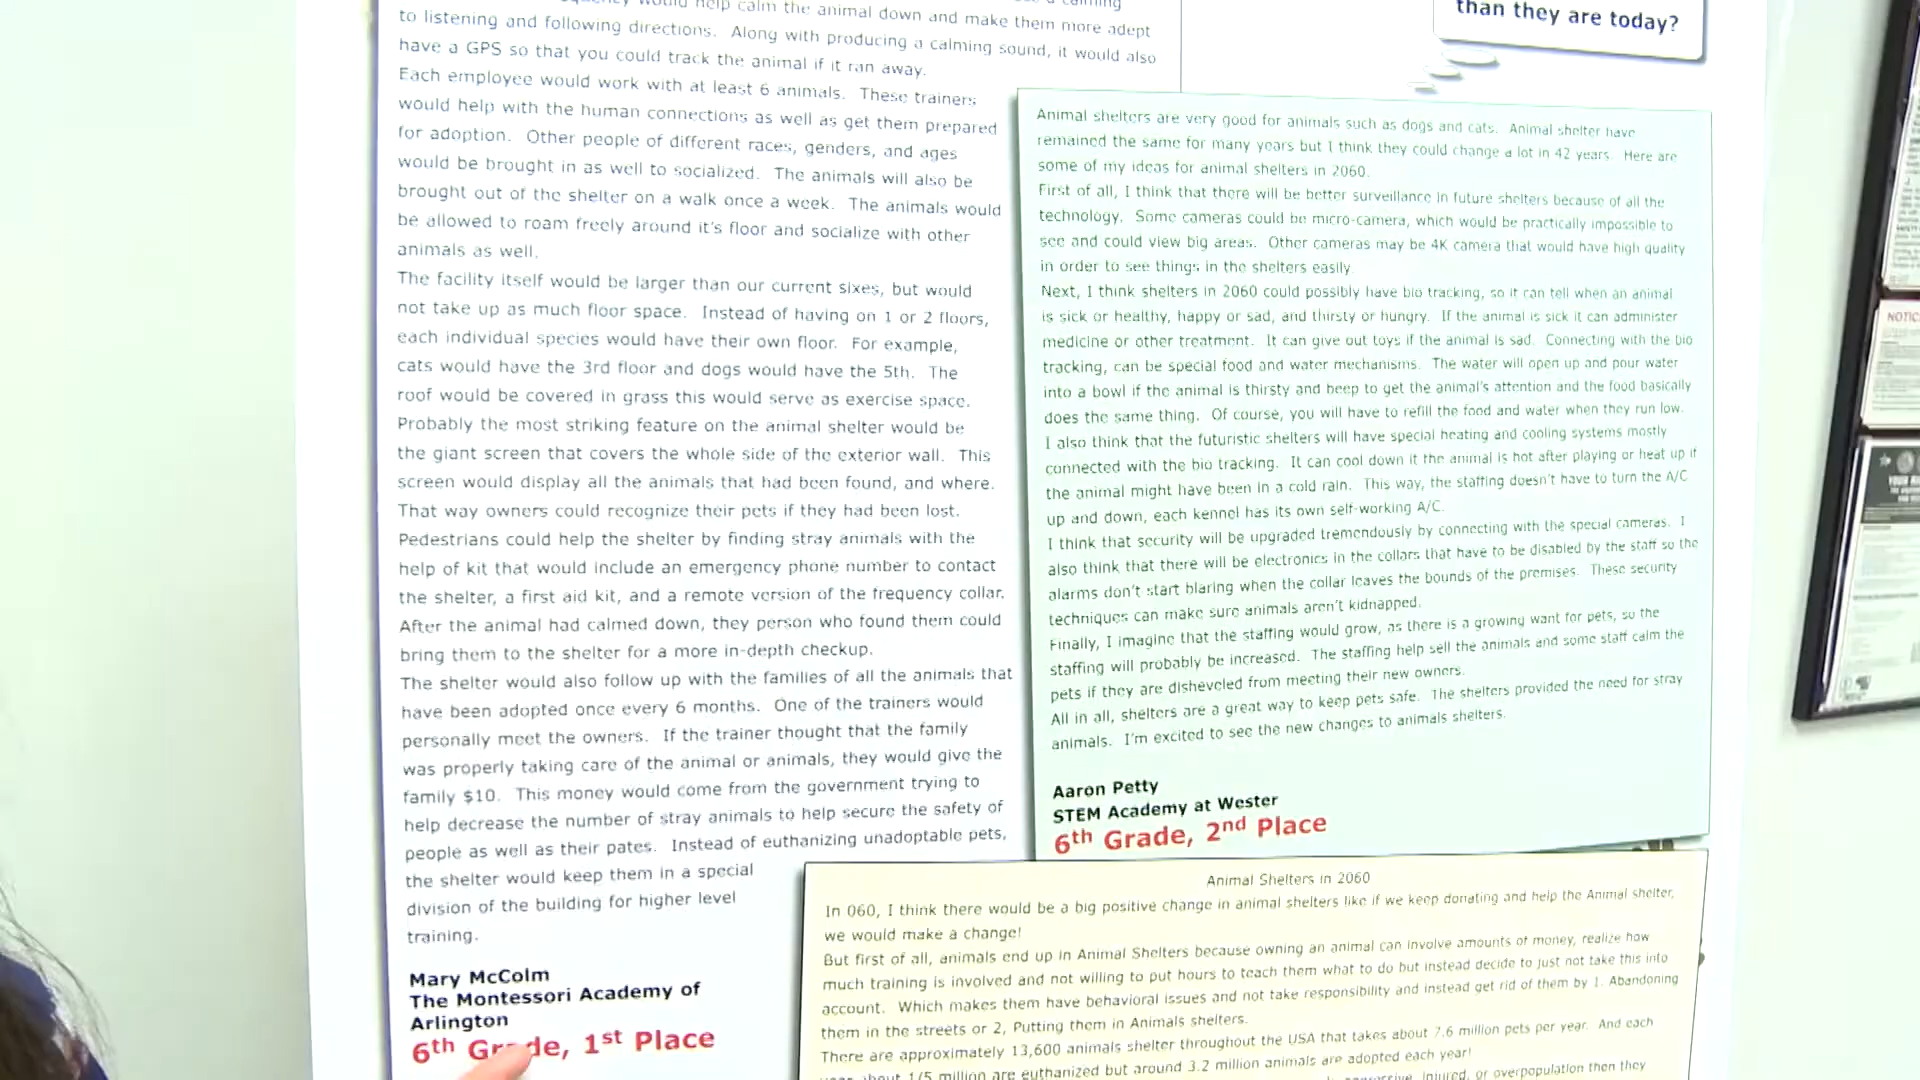 would help calm the animal down and make them more adept
to listening and following directions. Along with producing a calming sound, it would also
have a GPS so that you could track the animal if it ran away.
Each employee would work with at least 6 animals. These trainers
would help with the human connections as well as get them prepared
for adoption. Other people of different races, genders, and ages
would be brought in as well to socialized. The animals will also be
brought out of the shelter on a walk once a week. The animals would
be allowed to roam freely around it's floor and socialize with other
animals as well.
The facility itself would be larger than our current sixes, but would
not take up as much floor space. Instead of having on 1 or 2 floors,
each individual species would have their own floor. For example,
cats would have the 3rd floor and dogs would have the 5th. The
roof would be covered in grass this would serve as exercise space.
Probably the most striking feature on the animal shelter would be
the giant screen that covers the whole side of the exterior wall. This
screen would display all the animals that had been found, and where.
That way owners could recognize their pets if they had been lost.
Pedestrians could help the shelter by finding stray animals with the
help of kit that would include an emergency phone number to contact
the shelter, a first aid kit, and a remote version of the frequency collar.
After the animal had calmed down, they person who found them could
bring them to the shelter for a more in-depth checkup.
The shelter would also follow up with the families of all the animals that
have been adopted once every 6 months. One of the trainers would
personally meet the owners. If the trainer thought that the family
was properly taking care of the animal or animals, they would give the
family $10. This money would come from the government trying to
help decrease the number of stray animals to help secure the safety of
people as well as their pates. Instead of euthanizing unadoptable pets,
the shelter would keep them in a special
division of the building for higher level
training.
Mary McColm
The Montessori Academy of
Arlington
6th Grade, 1st Place
than they are today?
Animal shelters are very good for animals such as dogs and cats. Animal shelter have
remained the same for many years but I think they could change a lot in 42 years. Here are
some of my ideas for animal shelters in 2060.
First of all, I think that there will be better surveillance in future shelters because of all the
technology. Some cameras could be micro-camera, which would be practically impossible to
see and could view big areas. Other cameras may be 4K camera that would have high quality
in order to see things in the shelters easily.
Next, I think shelters in 2060 could possibly have bio tracking, so it can tell when an animal
is sick or healthy, happy or sad, and thirsty or hungry. If the animal is sick it can administer
medicine or other treatment. It can give out toys if the animal is sad. Connecting with the bio
tracking, can be special food and water mechanisms. The water will open up and pour water
into a bowl if the animal is thirsty and beep to get the animal's attention and the food basically
does the same thing. Of course, you will have to refill the food and water when they run low.
I also think that the futuristic shelters will have special heating and cooling systems mostly
connected with the bio tracking. It can cool down it the animal is hot after playing or heat up if
the animal might have been in a cold rain. This way, the staffing doesn't have to turn the A/C
up and down, each kennel has its own self-working A/C.
I think that security will be upgraded tremendously by connecting with the special cameras. I
also think that there will be electronics in the collars that have to be disabled by the staff so the
alarms don't start blaring when the collar leaves the bounds of the premises. These security
techniques can make sure animals aren't kidnapped.
Finally, I imagine that the staffing would grow, as there is a growing want for pets, so the
staffing will probably be increased. The staffing help sell the animals and some staff calm the
pets if they are disheveled from meeting their new owners.
All in all, shelters are a great way to keep pets safe. The shelters provided the need for stray
animals. I'm excited to see the new changes to animals shelters.
Aaron Petty
STEM Academy at Wester
6th Grade, 2nd Place
Animal Shelters in 2060
In 060, I think there would be a big positive change in animal shelters like if we keep donating and help the Animal shelter,
we would make a change!
But first of all, animals end up in Animal Shelters because owning an animal can involve amounts of money, realize how
much training is involved and not willing to put hours to teach them what to do but instead decide to just not take this into
account. Which makes them have behavioral issues and not take responsibility and instead get rid of them by 1. Abandoning
them in the streets or 2, Putting them in Animals shelters.
There are approximately 13,600 animals shelter throughout the USA that takes about 7.6 million pets per year. And each
about 1/5 million are euthanized but around 3.2 million animals are adopted each year!
injured, or overpopulation then they
NOTIC